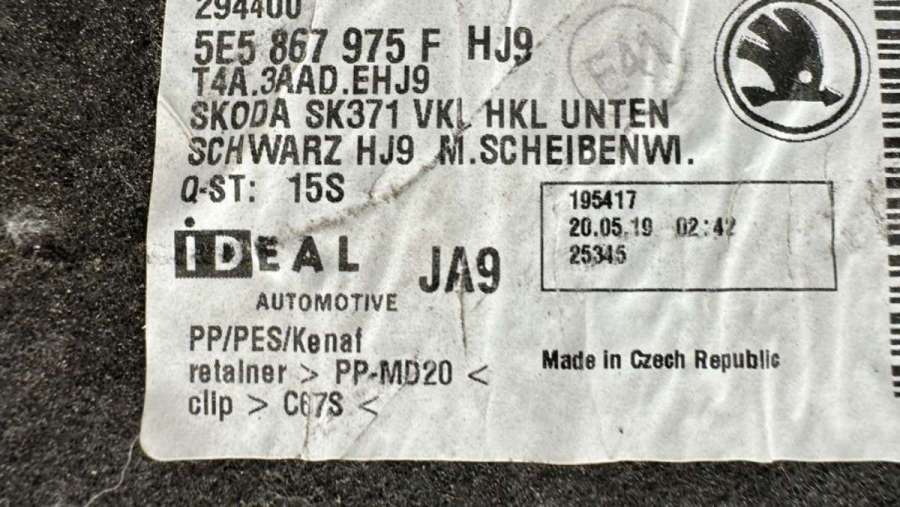 294400
5E5 867 975 F HJ9
T4A.3AAD.EHJ9
SKODA SK371 VKL HKL UNTEN
SCHWARZ HJ9 M.SCHEIBENWI.
Q-ST: 15S
195417
20.05.19 02:42
25345
iDEAL
AUTOMOTIVE
JA9
PP/PES/Kenaf
retainer > PP-MD20 <
clip > C67S <
Made in Czech Republic